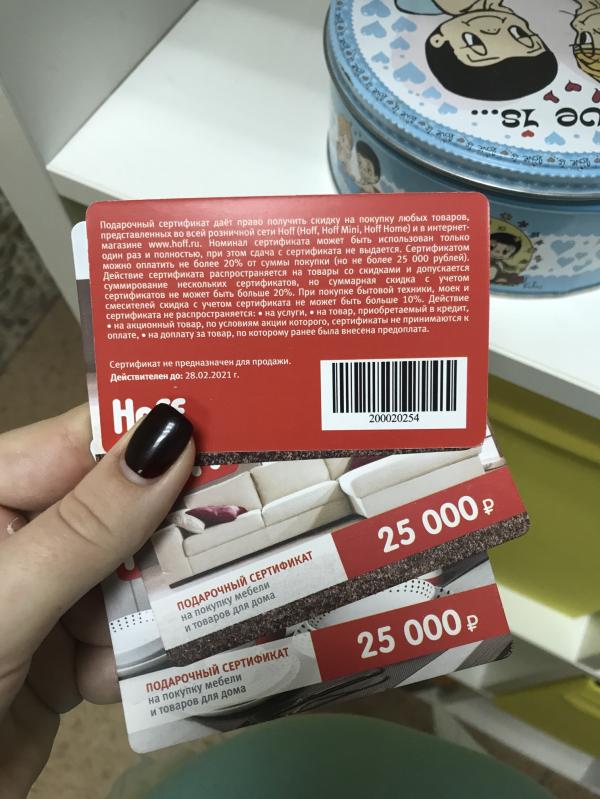 ve is...
Подарочный сертификат даёт право получить скидку на покупку любых товаров,
представленных во всей розничной сети Hoff (Hoff, Hoff Mini, Hoff Home) и в интернет-
магазине www.hoff.ru. Номинал сертификата может быть использован только
один раз и полностью, при этом сдача с сертификата не выдается. Сертификатом
можно оплатить не более 20% от суммы покупки (но не более 25 000 рублей).
Действие сертификата распространяется на товары со скидками и допускается
суммирование нескольких сертификатов, но суммарная скидка с учетом
сертификатов не может быть больше 20%. При покупке бытовой техники, моек и
смесителей скидка с учетом сертификата не может быть больше 10%. Действие
сертификата не распространяется: • на услуги, • на товар, приобретаемый в кредит,
• на акционный товар, по условиям акции которого, сертификаты не принимаются к
оплате, • на доплату за товар, по которому ранее была внесена предоплата.
Сертификат не предназначен для продажи.
Действителен до: 28.02.2021 г.
Hoff
200020254
25 000 ₽
ПОДАРОЧНЫЙ СЕРТИФИКАТ
на покупку мебели
и товаров для дома
25 000 ₽
ПОДАРОЧНЫЙ СЕРТИФИКАТ
на покупку мебели
и товаров для дома